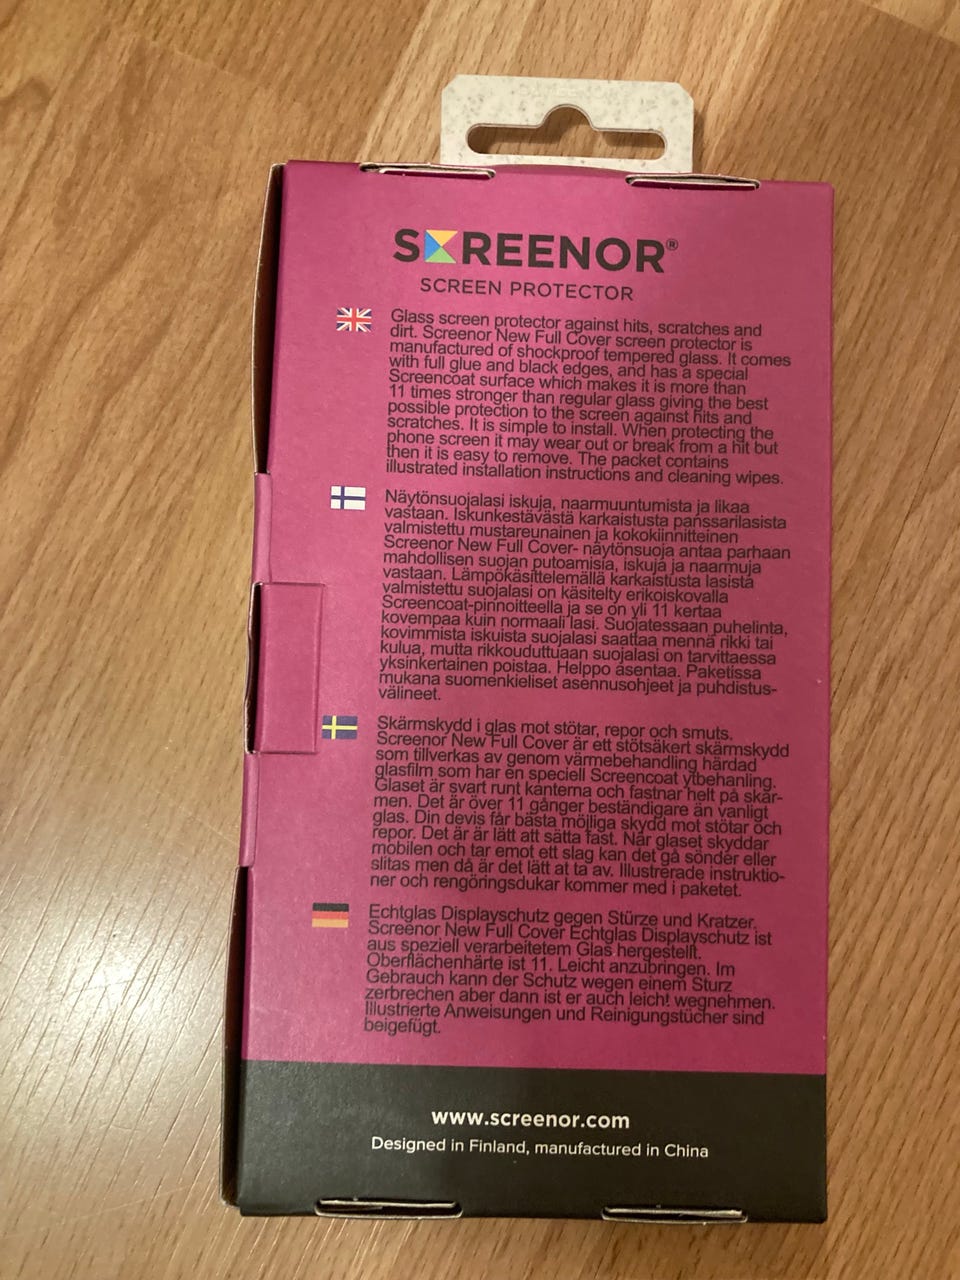 SCREENOR®
SCREEN PROTECTOR
Glass screen protector against hits, scratches and
dirt. Screenor New Full Cover screen protector is
manufactured of shockproof tempered glass. It comes
with full glue and black edges, and has a special
Screencoat surface which makes it is more than
11 times stronger than regular glass giving the best
possible protection to the screen against hits and
scratches. It is simple to install. When protecting the
phone screen it may wear out or break from a hit but
then it is easy to remove. The packet contains
illustrated installation instructions and cleaning wipes.
Näytönsuojalasi iskuja, naarmuuntumista ja likaa
vastaan. Iskunkestävästä karkaistusta panssarilasista
valmistettu mustareunainen ja kokokiinnitteinen
Screenor New Full Cover- näytönsuoja antaa parhaan
mahdollisen suojan putoamisia, iskuja ja naarmuja
vastaan. Lämpökäsittelemällä karkaistusta lasista
valmistettu suojalasi on käsitelty erikoiskovalla
Screencoat-pinnoitteella ja se on yli 11 kertaa
kovempaa kuin normaali lasi. Suojatessaan puhelinta,
kovimmista iskuista suojalasi saattaa mennä rikki tai
kulua, mutta rikkouduttuaan suojalasi on tarvittaessa
yksinkertainen poistaa. Helppo asentaa. Paketissa
mukana suomenkieliset asennusohjeet ja puhdistus-
välineet.
Skärmskydd i glas mot stötar, repor och smuts.
Screenor New Full Cover är ett stötsäkert skärmskydd
som tillverkas av genom värmebehandling härdad
glasfilm som har en speciell Screencoat ytbehanling.
Glaset är svart runt kanterna och fastnar helt på skär-
men. Det är över 11 gånger beständigare än vanligt
glas. Din devis får bästa möjliga skydd mot stötar och
repor. Det är är lätt att sätta fast. När glaset skyddar
mobilen och tar emot ett slag kan det gå sönder eller
slitas men då är det lätt at ta av. Illustrerade instruktio-
ner och rengöringsdukar kommer med i paketet.
Echtglas Displayschutz gegen Stürze und Kratzer.
Screenor New Full Cover Echtglas Displayschutz ist
aus speziell verarbeitetem Glas hergestellt.
Oberflächenhärte ist 11. Leicht anzubringen. Im
Gebrauch kann der Schutz wegen einem Sturz
zerbrechen aber dann ist er auch leicht wegnehmen.
Illustrierte Anweisungen und Reinigungstücher sind
beigefügt.
www.screenor.com
Designed in Finland, manufactured in China